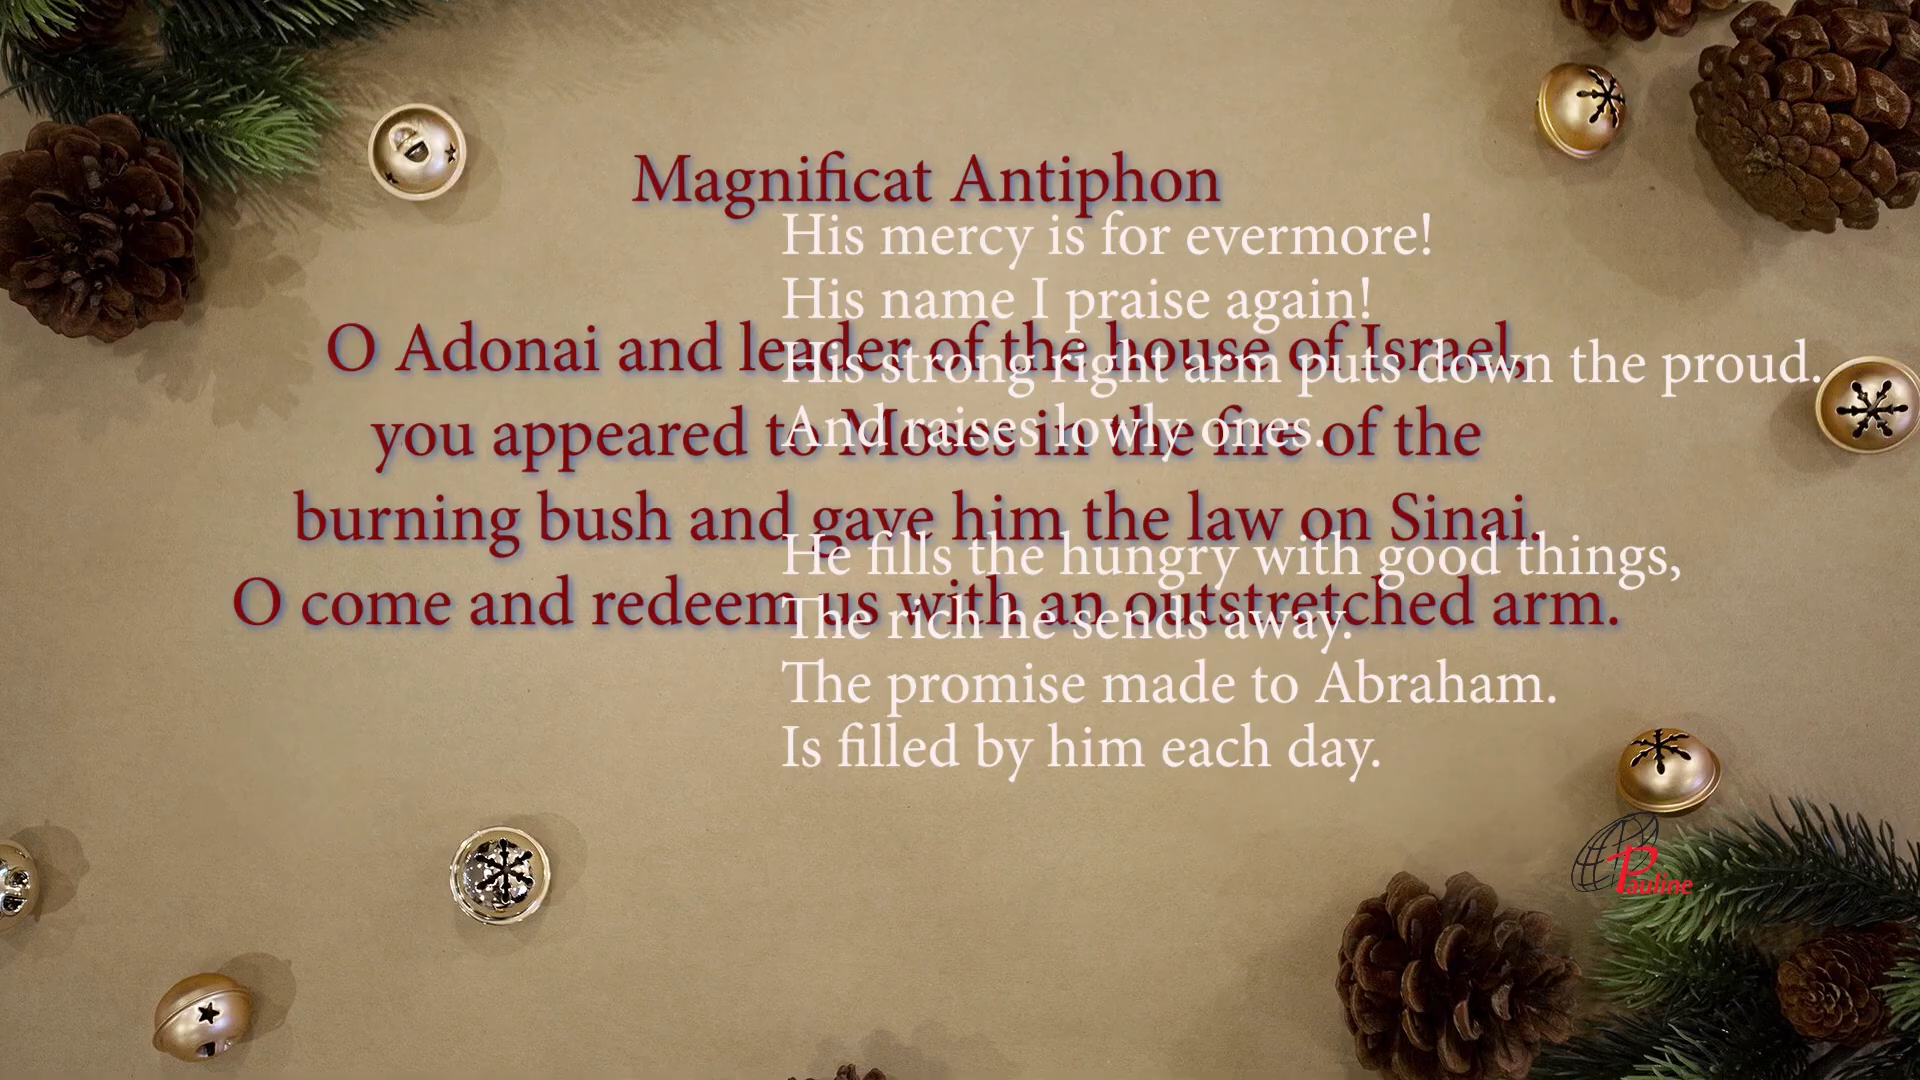 Magnificat Antiphon
O Adonai and leader of the house of Israel,
you appeared to Moses in the fire of the
burning bush and gave him the law on Sinai.
O come and redeem us with an outstretched arm.
His mercy is for evermore!
His name I praise again!
His strong right arm puts down the proud.
And raises lowly ones.
He fills the hungry with good things,
The rich he sends away.
The promise made to Abraham.
Is filled by him each day.
Pauline